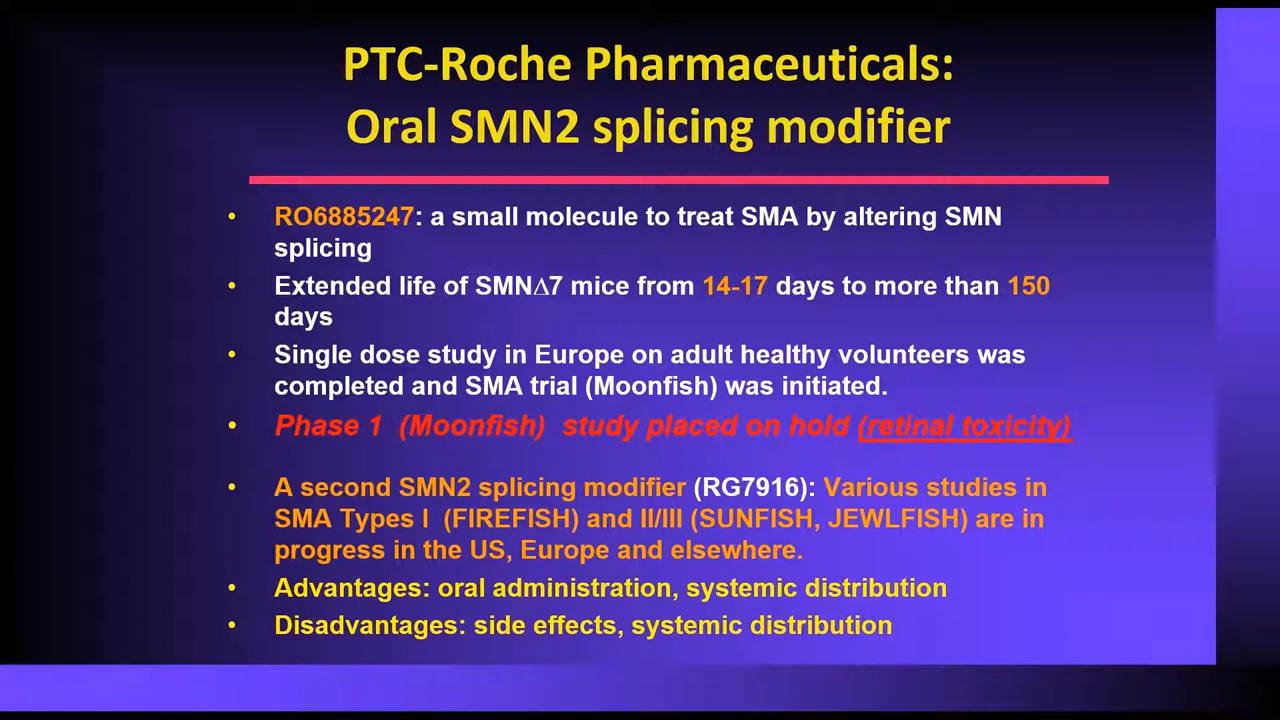 PTC-Roche Pharmaceuticals:
Oral SMN2 splicing modifier
• RO6885247: a small molecule to treat SMA by altering SMN
splicing
• Extended life of SMN∆7 mice from 14-17 days to more than 150
days
• Single dose study in Europe on adult healthy volunteers was
completed and SMA trial (Moonfish) was initiated.
• Phase 1 (Moonfish) study placed on hold (retinal toxicity)
• A second SMN2 splicing modifier (RG7916): Various studies in
SMA Types I (FIREFISH) and II/III (SUNFISH, JEWLFISH) are in
progress in the US, Europe and elsewhere.
• Advantages: oral administration, systemic distribution
• Disadvantages: side effects, systemic distribution